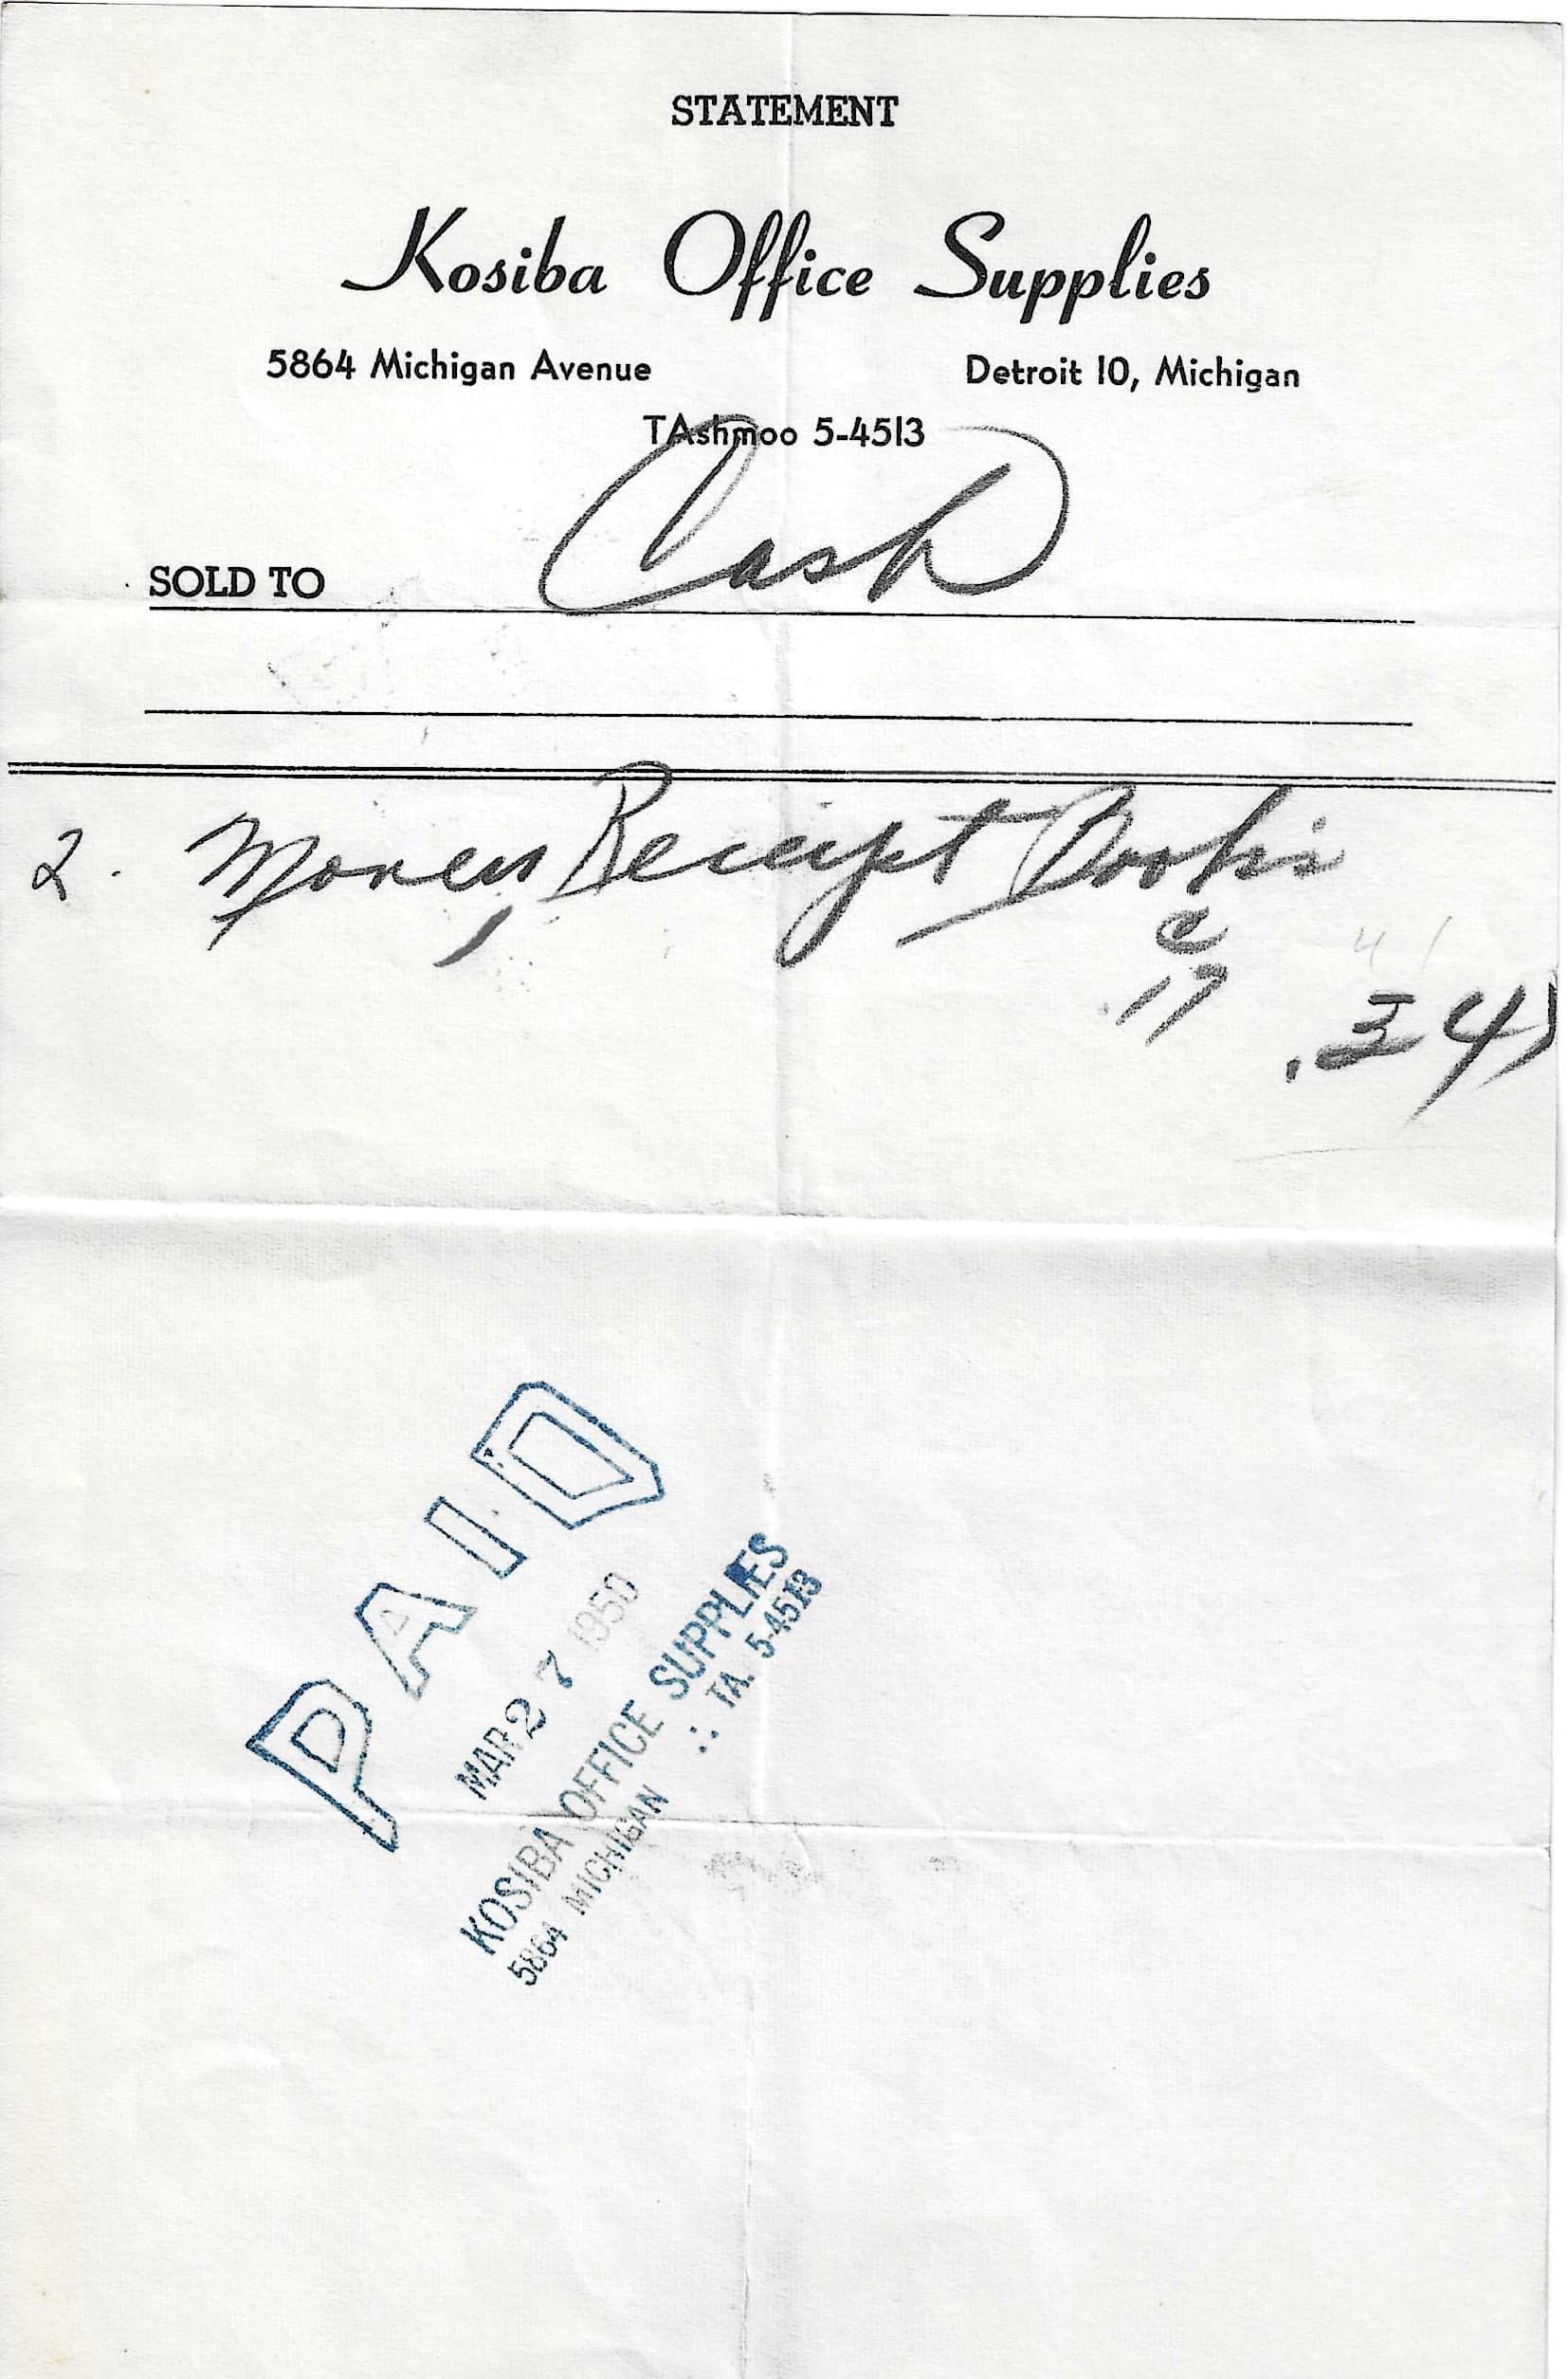 STATEMENT
Kosiba Office Supplies
5864 Michigan Avenue Detroit 10, Michigan
TAshmoo 5-4513
SOLD TO Cash
2. Money Receipt Books
@
.17
.34
PAID
MAR 27 1950
KOSIBA OFFICE SUPPLIES
5864 MICHIGAN ∴ TA. 5-4513